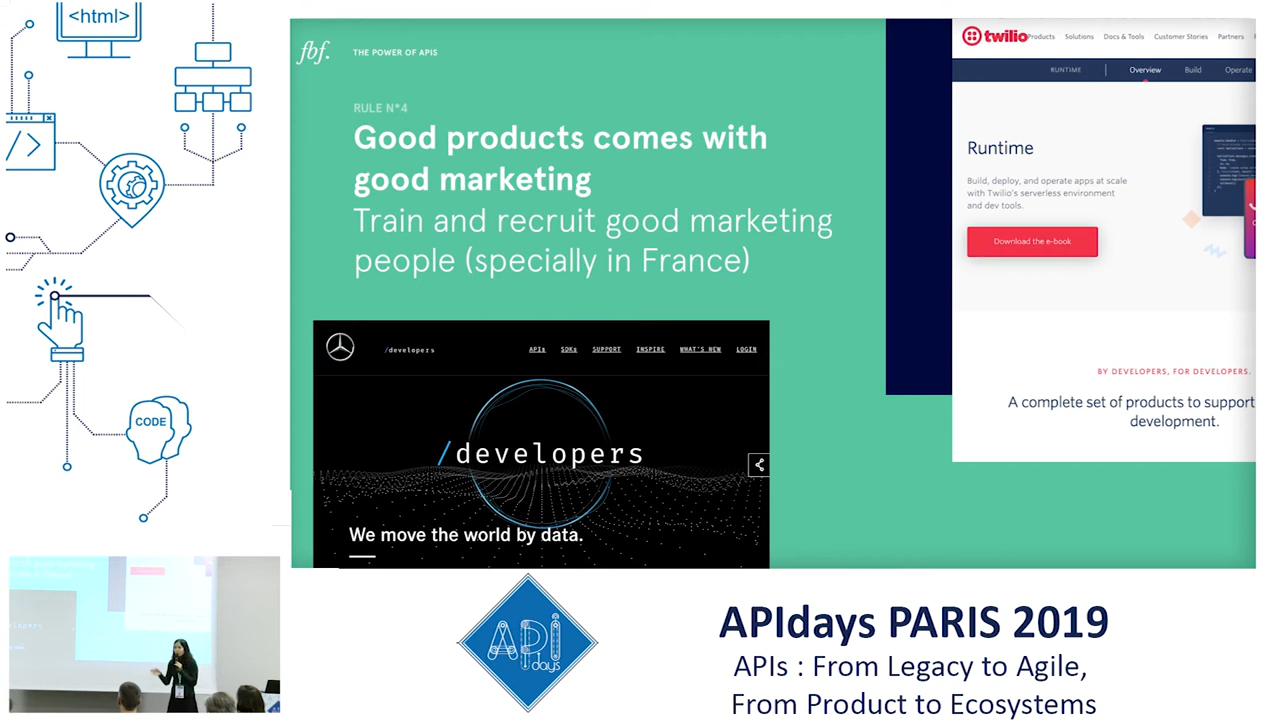 <html>
</>
CODE
fbf.
THE POWER OF APIS
RULE N°4
Good products comes with
good marketing
Train and recruit good marketing
people (specially in France)
/developers
APIs
SDKs
SUPPORT
INSPIRE
WHAT'S NEW
LOGIN
/developers
We move the world by data.
twilio
Products
Solutions
Docs & Tools
Customer Stories
Partners
RUNTIME
Overview
Build
Operate
Runtime
Build, deploy, and operate apps at scale
with Twilio's serverless environment
and dev tools.
Download the e-book
BY DEVELOPERS, FOR DEVELOPERS.
A complete set of products to support
development.
API
days
APIdays PARIS 2019
APIs : From Legacy to Agile,
From Product to Ecosystems